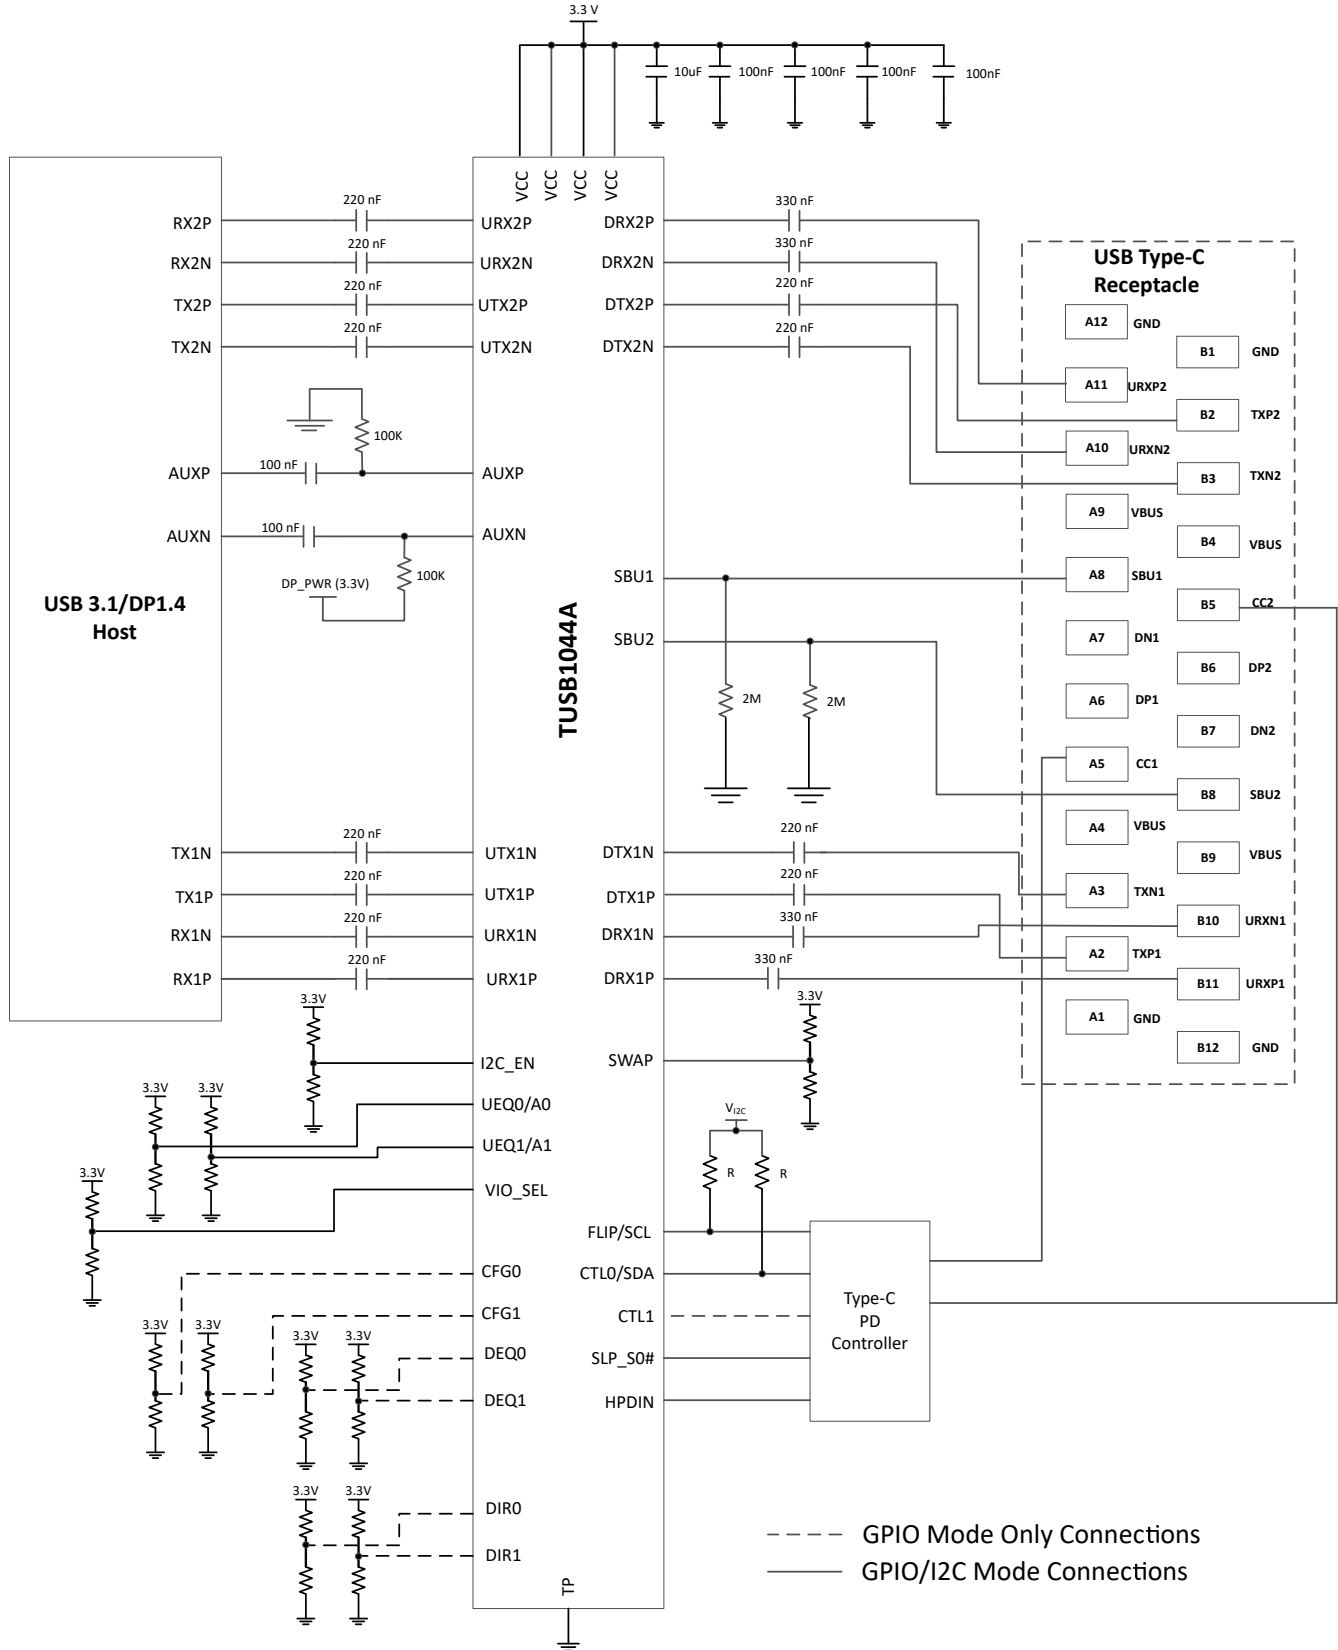 3.3 V
10uF
100nF
100nF
100nF
100nF
VCC
VCC
VCC
VCC
RX2P
220 nF
URX2P
DRX2P
330 nF
RX2N
220 nF
URX2N
DRX2N
330 nF
TX2P
220 nF
UTX2P
DTX2P
220 nF
TX2N
220 nF
UTX2N
DTX2N
220 nF
100K
AUXP
100 nF
AUXP
AUXN
100 nF
AUXN
DP_PWR (3.3V)
100K
USB 3.1/DP1.4
Host
TUSB1044A
SBU1
SBU2
2M
2M
TX1N
220 nF
UTX1N
DTX1N
220 nF
TX1P
220 nF
UTX1P
DTX1P
220 nF
RX1N
220 nF
URX1N
DRX1N
330 nF
RX1P
220 nF
URX1P
DRX1P
330 nF
USB Type-C
Receptacle
A12 GND
B1 GND
A11 URXP2
B2 TXP2
A10 URXN2
B3 TXN2
A9 VBUS
B4 VBUS
A8 SBU1
B5 CC2
A7 DN1
B6 DP2
A6 DP1
B7 DN2
A5 CC1
B8 SBU2
A4 VBUS
B9 VBUS
A3 TXN1
B10 URXN1
A2 TXP1
B11 URXP1
A1 GND
B12 GND
3.3V
I2C_EN
SWAP
3.3V
3.3V
3.3V
UEQ0/A0
UEQ1/A1
3.3V
VIO_SEL
VI2C
R
R
FLIP/SCL
CFG0
CTL0/SDA
CFG1
CTL1
3.3V
3.3V
3.3V
3.3V
DEQ0
SLP_S0#
DEQ1
HPDIN
Type-C
PD
Controller
3.3V
3.3V
DIR0
DIR1
TP
GPIO Mode Only Connections
GPIO/I2C Mode Connections